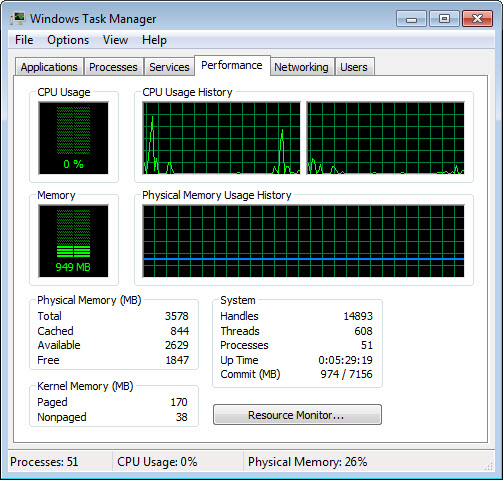 Windows Task Manager
File Options View Help
Applications Processes Services Performance Networking Users
CPU Usage CPU Usage History
0 %
Memory Physical Memory Usage History
949 MB
Physical Memory (MB)
Total 3578
Cached 844
Available 2629
Free 1847
System
Handles 14893
Threads 608
Processes 51
Up Time 0:05:29:19
Commit (MB) 974 / 7156
Kernel Memory (MB)
Paged 170
Nonpaged 38
Resource Monitor...
Processes: 51 CPU Usage: 0% Physical Memory: 26%